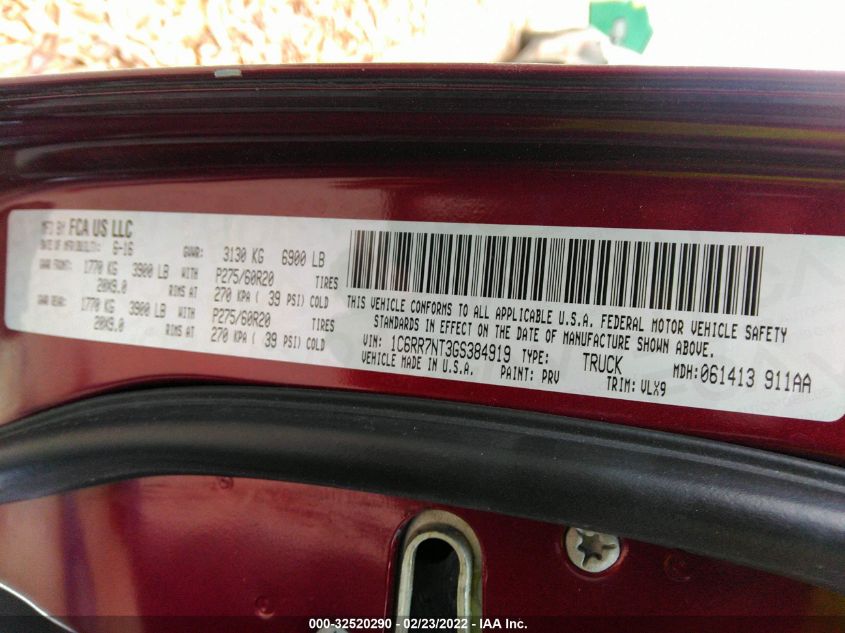 MFD BY FCA US LLC
DATE OF MFR/(BUILT): 6-16 GVWR: 3130 KG 6900 LB
GAWR FRONT: 1770 KG 3900 LB WITH P275/60R20 TIRES
20X9.0 RIMS AT 270 KPA ( 39 PSI) COLD
GAWR REAR: 1770 KG 3900 LB WITH P275/60R20 TIRES
20X9.0 RIMS AT 270 KPA ( 39 PSI) COLD
THIS VEHICLE CONFORMS TO ALL APPLICABLE U.S.A. FEDERAL MOTOR VEHICLE SAFETY
STANDARDS IN EFFECT ON THE DATE OF MANUFACTURE SHOWN ABOVE.
VIN: 1C6RR7NT3GS384919 TYPE: TRUCK MDH:061413 911AA
VEHICLE MADE IN U.S.A. PAINT: PRV TRIM: VLX9
000-32520290 - 02/23/2022 - IAA Inc.